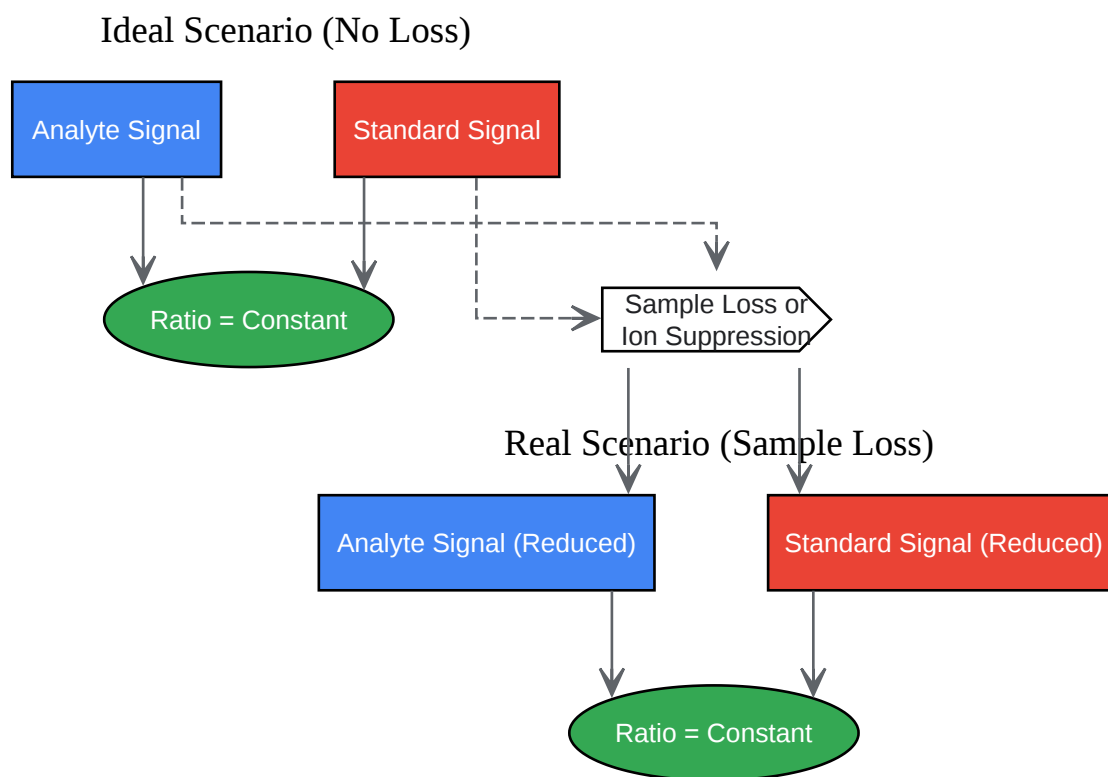 Ideal Scenario (No Loss)
Analyte Signal
Standard Signal
Ratio = Constant
Sample Loss or
Ion Suppression
Real Scenario (Sample Loss)
Analyte Signal (Reduced)
Standard Signal (Reduced)
Ratio = Constant